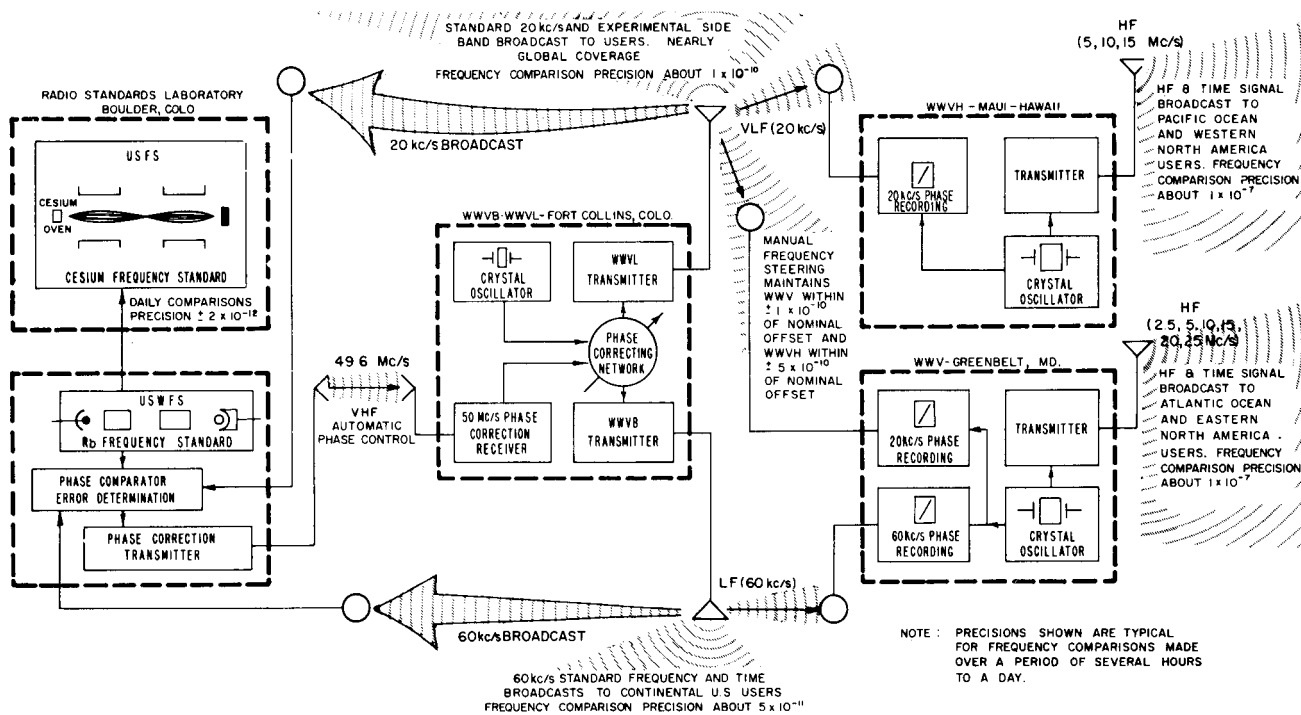 STANDARD 20 kc/s AND EXPERIMENTAL SIDE
BAND BROADCAST TO USERS. NEARLY
GLOBAL COVERAGE
FREQUENCY COMPARISON PRECISION ABOUT 1 x 10⁻¹⁰
RADIO STANDARDS LABORATORY
BOULDER, COLO
USFS
CESIUM
OVEN
CESIUM FREQUENCY STANDARD
DAILY COMPARISONS
PRECISION ± 2 x 10⁻¹²
USWFS
Rb FREQUENCY STANDARD
PHASE COMPARATOR
ERROR DETERMINATION
PHASE CORRECTION
TRANSMITTER
20 kc/s BROADCAST
49.6 Mc/s
VHF
AUTOMATIC
PHASE CONTROL
WWVB-WWVL-FORT COLLINS, COLO.
CRYSTAL
OSCILLATOR
WWVL
TRANSMITTER
PHASE
CORRECTING
NETWORK
50 MC/S PHASE
CORRECTION
RECEIVER
WWVB
TRANSMITTER
60 kc/s BROADCAST
60 kc/s STANDARD FREQUENCY AND TIME
BROADCASTS TO CONTINENTAL U.S USERS
FREQUENCY COMPARISON PRECISION ABOUT 5 x 10⁻¹¹
VLF (20 kc/s)
MANUAL
FREQUENCY
STEERING
MAINTAINS
WWV WITHIN
± 1 x 10⁻¹⁰
OF NOMINAL
OFFSET AND
WWVH WITHIN
± 5 x 10⁻¹⁰
OF NOMINAL
OFFSET
LF (60 kc/s)
WWVH - MAUI - HAWAII
20 kc/s PHASE
RECORDING
TRANSMITTER
CRYSTAL
OSCILLATOR
HF
(5, 10, 15 Mc/s)
HF & TIME SIGNAL
BROADCAST TO
PACIFIC OCEAN
AND WESTERN
NORTH AMERICA
USERS. FREQUENCY
COMPARISON PRECISION
ABOUT 1 x 10⁻⁷
WWV-GREENBELT, MD.
20 kc/s PHASE
RECORDING
60 kc/s PHASE
RECORDING
TRANSMITTER
CRYSTAL
OSCILLATOR
HF
(2.5, 5, 10, 15,
20, 25 Mc/s)
HF & TIME SIGNAL
BROADCAST TO
ATLANTIC OCEAN
AND EASTERN
NORTH AMERICA .
USERS. FREQUENCY
COMPARISON PRECISION
ABOUT 1 x 10⁻⁷
NOTE : PRECISIONS SHOWN ARE TYPICAL
FOR FREQUENCY COMPARISONS MADE
OVER A PERIOD OF SEVERAL HOURS
TO A DAY.